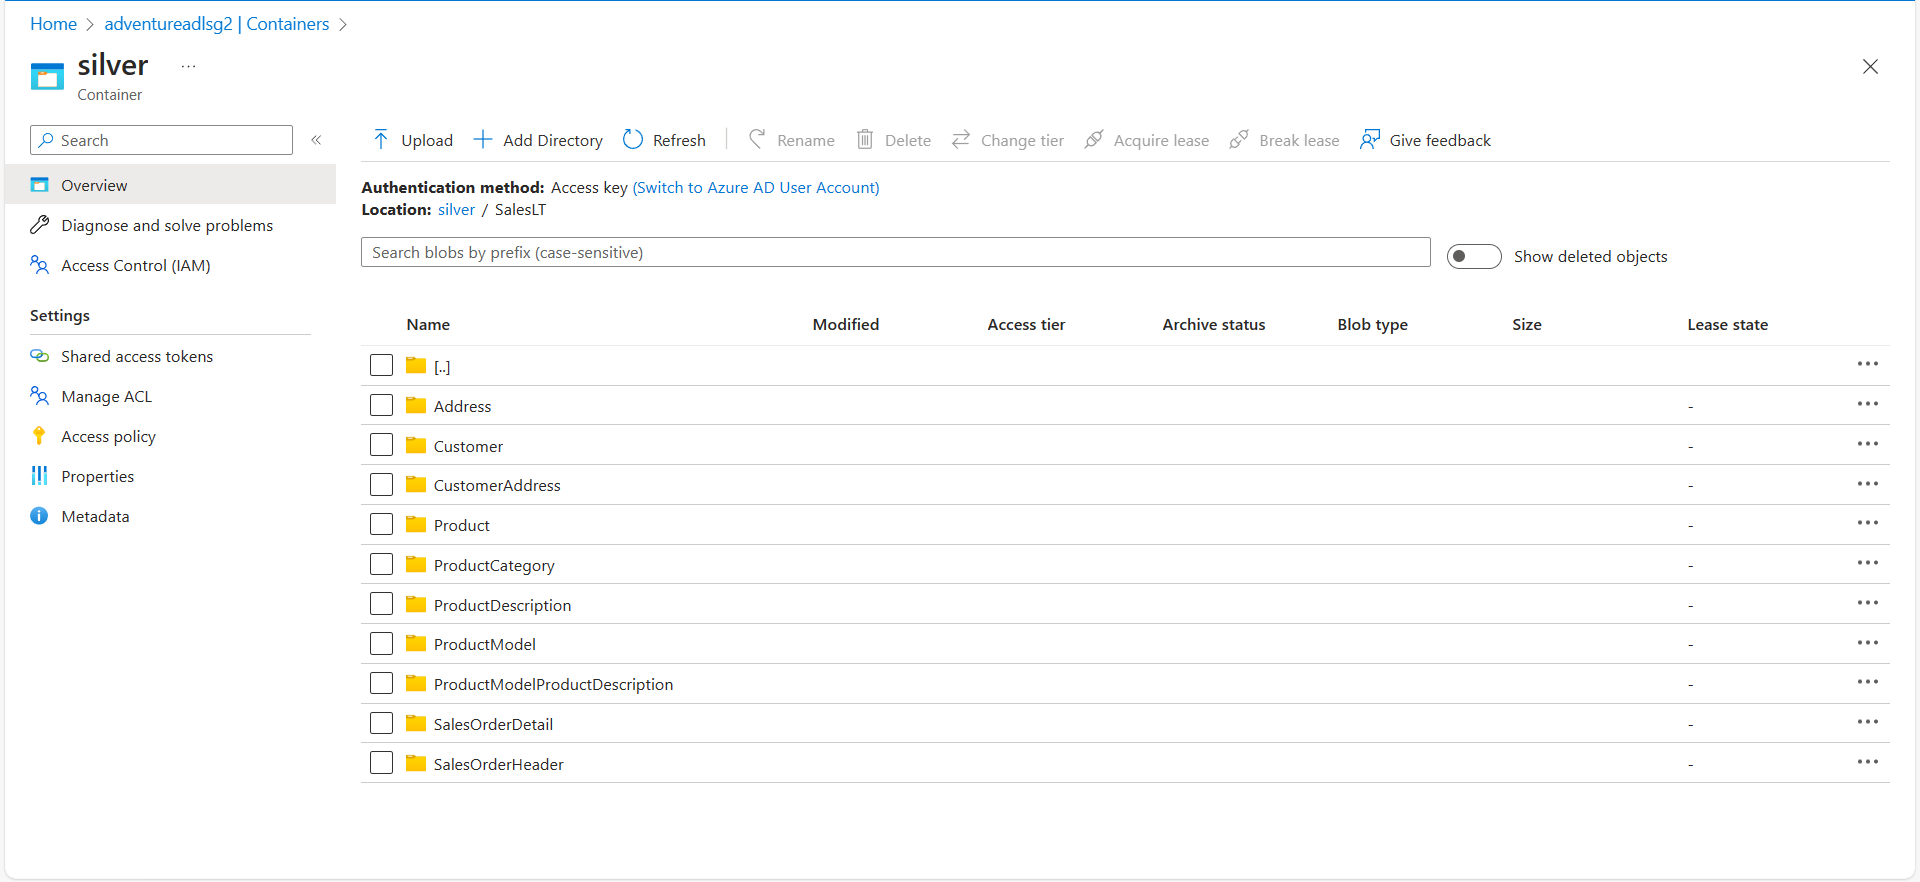 Home > adventureadlsg2 | Containers >
silver ...
Container
Search «
Overview
Diagnose and solve problems
Access Control (IAM)
Settings
Shared access tokens
Manage ACL
Access policy
Properties
Metadata
Upload Add Directory Refresh Rename Delete Change tier Acquire lease Break lease Give feedback
Authentication method: Access key (Switch to Azure AD User Account)
Location: silver / SalesLT
Search blobs by prefix (case-sensitive)
Show deleted objects
Name Modified Access tier Archive status Blob type Size Lease state
[..] ...
Address - ...
Customer - ...
CustomerAddress - ...
Product - ...
ProductCategory - ...
ProductDescription - ...
ProductModel - ...
ProductModelProductDescription - ...
SalesOrderDetail - ...
SalesOrderHeader - ...